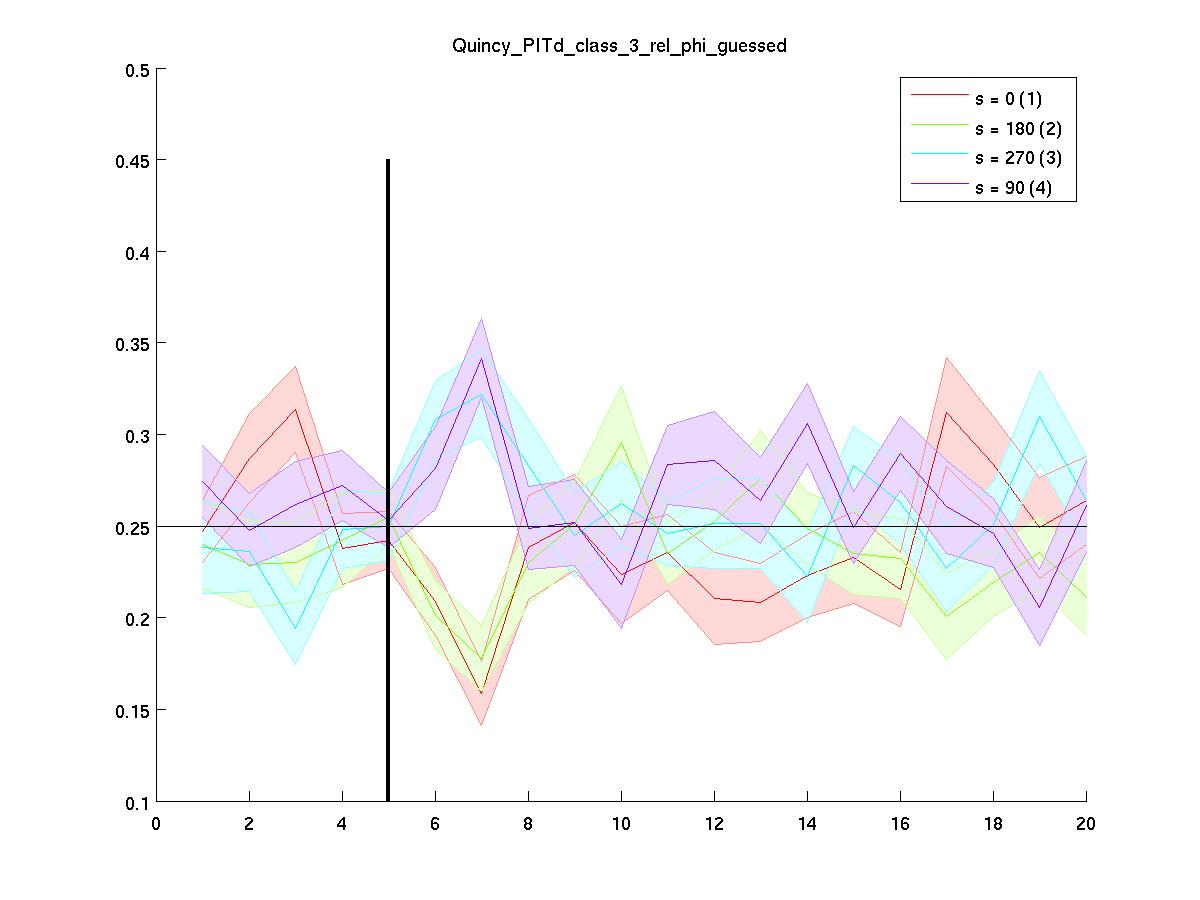 Quincy_PITd_class_3_rel_phi_guessed
0.5
0.45
0.4
0.35
0.3
0.25
0.2
0.15
0.1
0 2 4 6 8 10 12 14 16 18 20
s = 0 (1)
s = 180 (2)
s = 270 (3)
s = 90 (4)